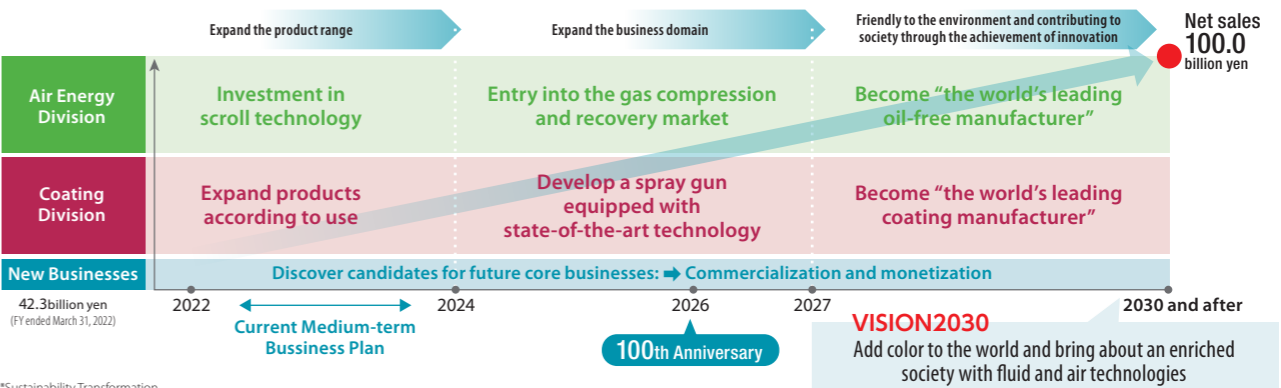 Expand the product range
Expand the business domain
Friendly to the environment and contributing to
society through the achievement of innovation
Net sales
100.0
billion yen
Air Energy
Division
Investment in
scroll technology
Entry into the gas compression
and recovery market
Become “the world’s leading
oil-free manufacturer”
Coating
Division
Expand products
according to use
Develop a spray gun
equipped with
state-of-the-art technology
Become “the world’s leading
coating manufacturer”
New Businesses
Discover candidates for future core businesses: ➡ Commercialization and monetization
42.3billion yen
(FY ended March 31, 2022)
2022
2024
2026
2027
2030 and after
Current Medium-term
Bussiness Plan
100th Anniversary
VISION2030
Add color to the world and bring about an enriched
society with fluid and air technologies
*Sustainability Transformation